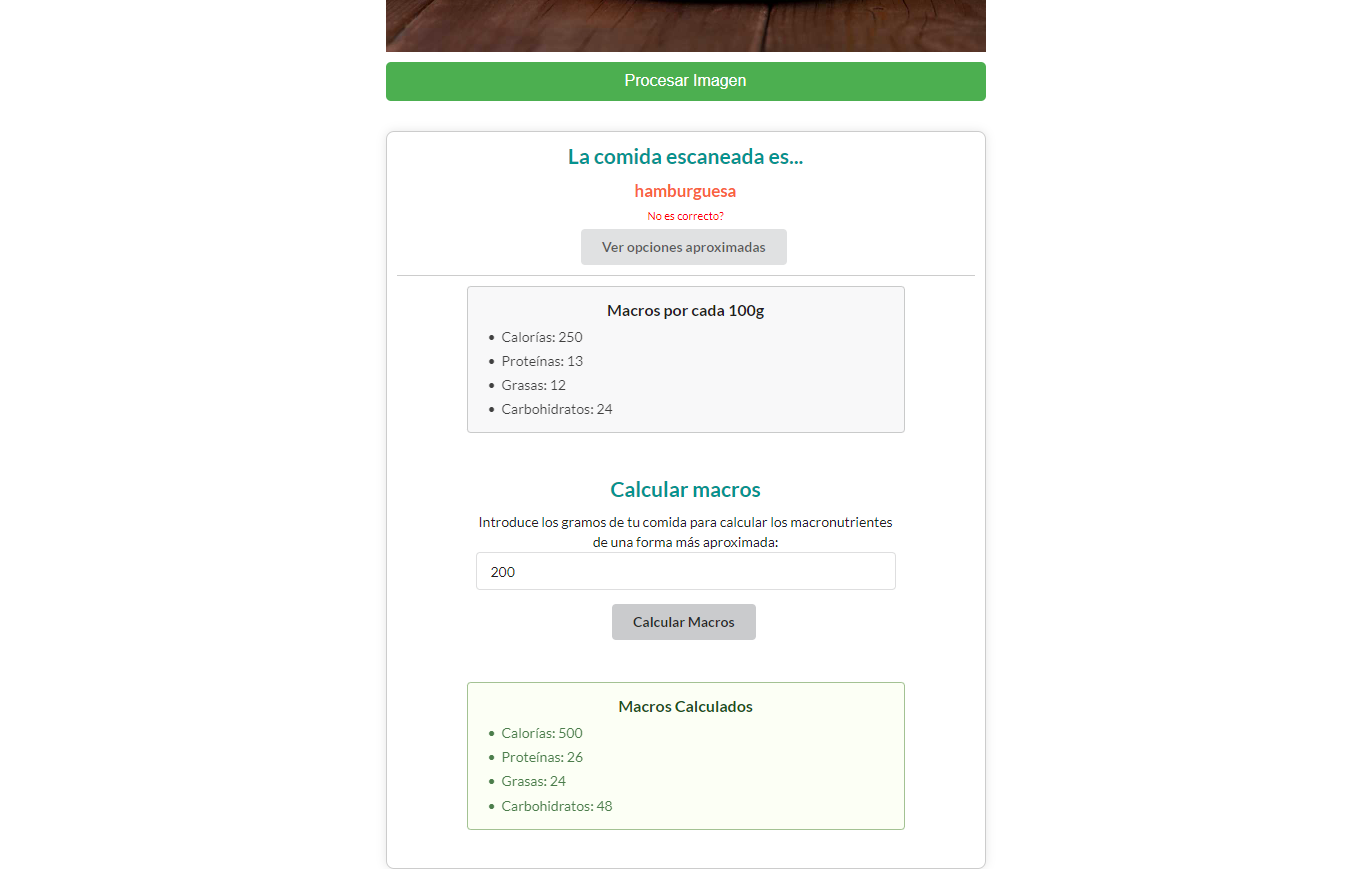 Procesar Imagen
La comida escaneada es...
hamburguesa
No es correcto?
Ver opciones aproximadas
Macros por cada 100g
• Calorías: 250
• Proteínas: 13
• Grasas: 12
• Carbohidratos: 24
Calcular macros
Introduce los gramos de tu comida para calcular los macronutrientes
de una forma más aproximada:
200
Calcular Macros
Macros Calculados
• Calorías: 500
• Proteínas: 26
• Grasas: 24
• Carbohidratos: 48